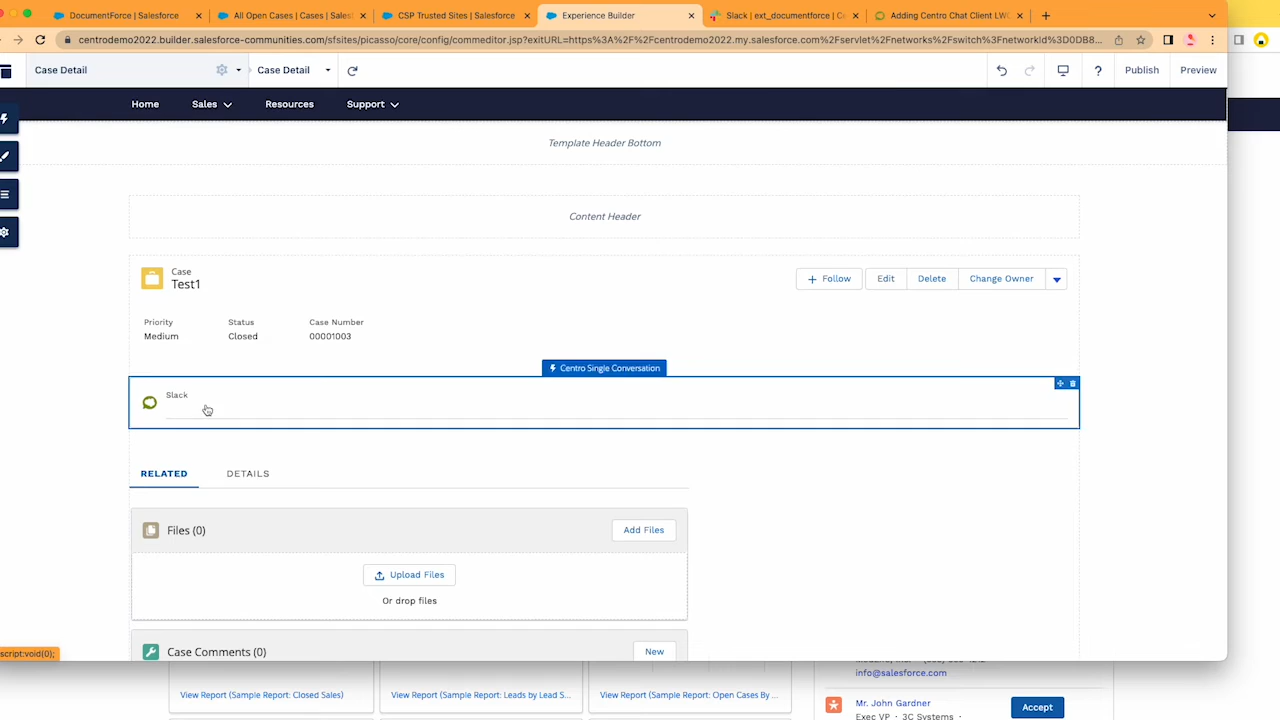 DocumentForce | Salesforce
All Open Cases | Cases | Sales
CSP Trusted Sites | Salesforce
Experience Builder
Slack | ext_documentforce | C
Adding Centro Chat Client LW
centrodemo2022.builder.salesforce-communities.com/sfsites/picasso/core/config/commeditor.jsp?exitURL=https%3A%2F%2Fcentrodemo2022.my.salesforce.com%2Fservlet%2Fnetworks%2Fswitch%3FnetworkId%3D0DB8...
Case Detail
Case Detail
?
Publish
Preview
Home
Sales
Resources
Support
Template Header Bottom
Content Header
Case
Test1
+ Follow
Edit
Delete
Change Owner
Priority
Status
Case Number
Medium
Closed
00001003
Centro Single Conversation
Slack
RELATED
DETAILS
Files (0)
Add Files
Upload Files
Or drop files
Case Comments (0)
New
script:void(0);
View Report (Sample Report: Closed Sales)
View Report (Sample Report: Leads by Lead S...
View Report (Sample Report: Open Cases By ...
info@salesforce.com
Mr. John Gardner
Exec VP · 3C Systems ·
Accept